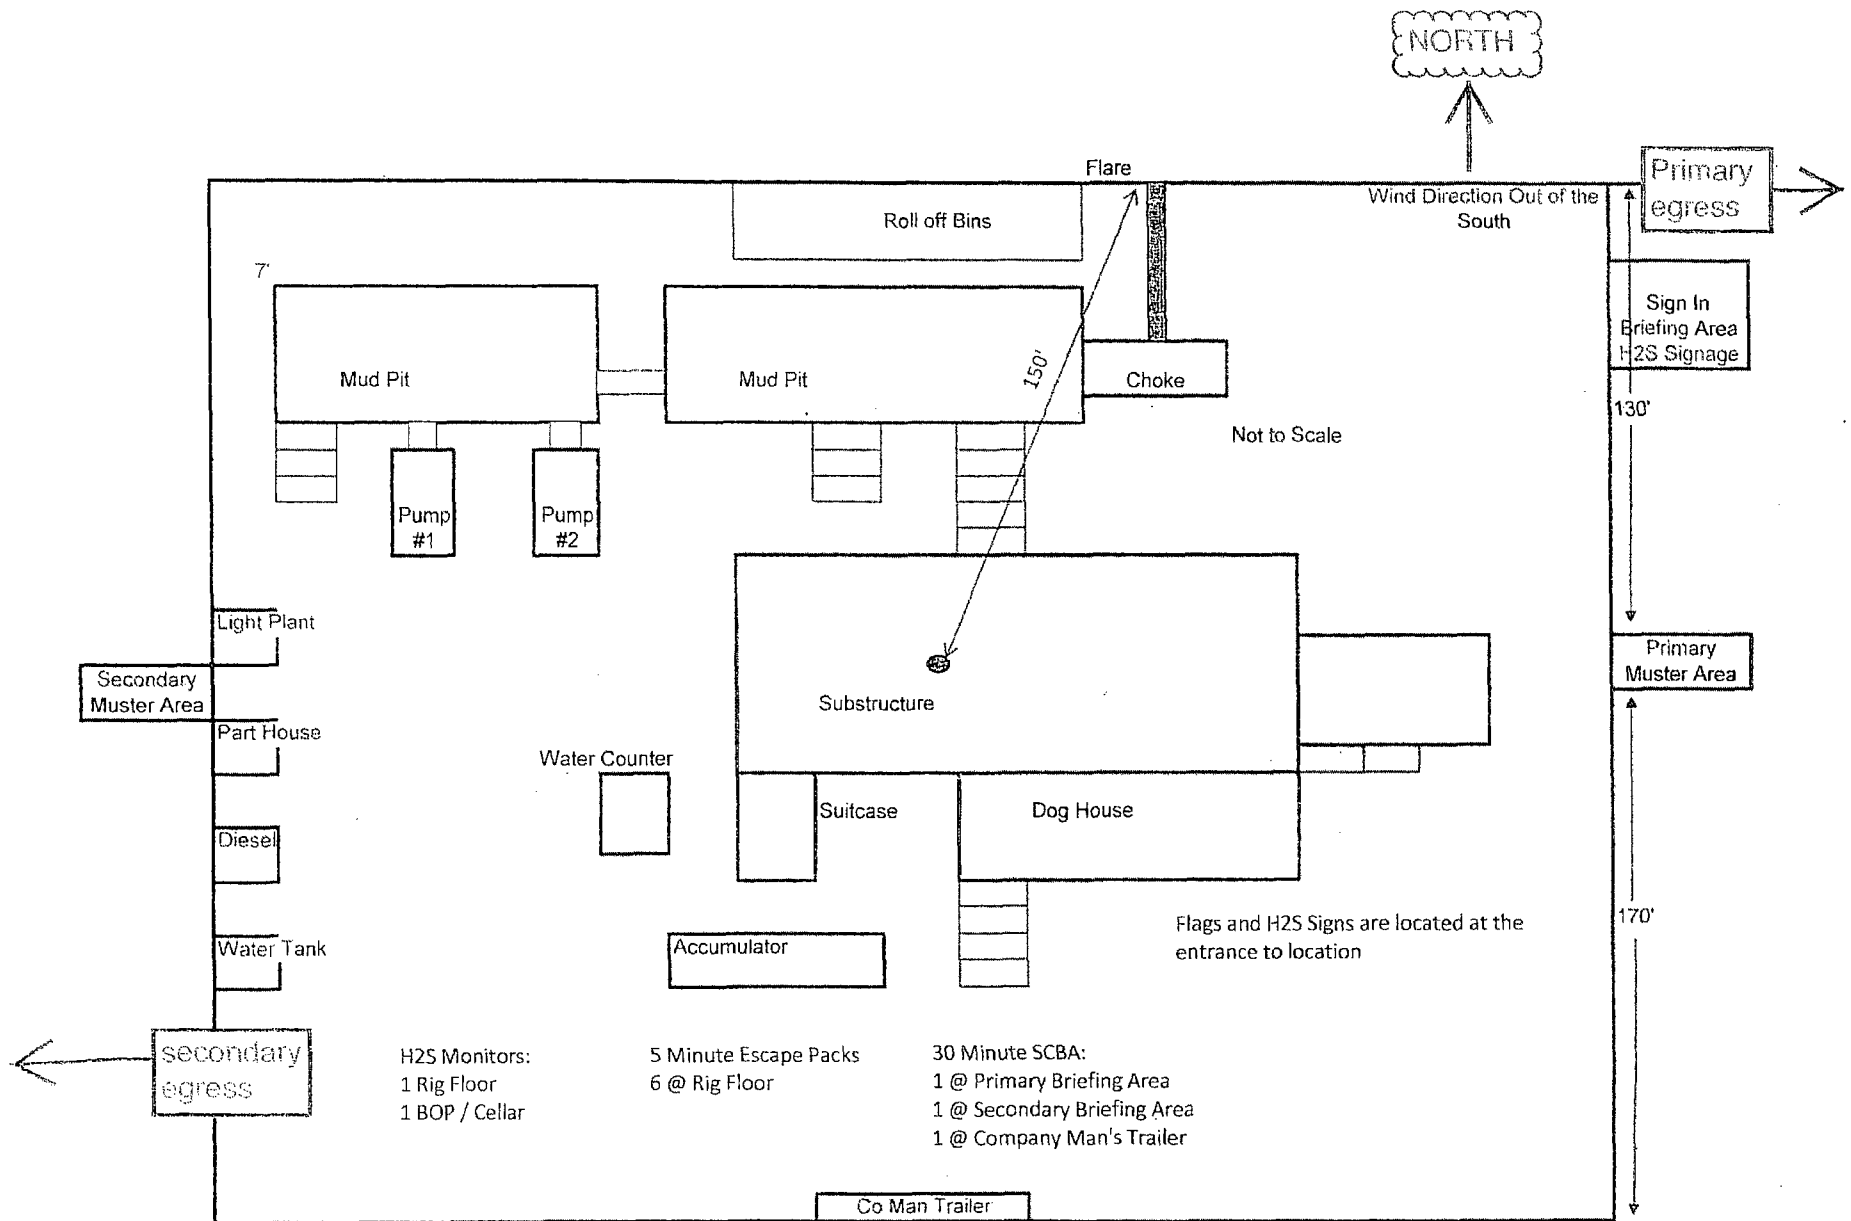 NORTH
Flare
Primary
egress
Wind Direction Out of the
South
Roll off Bins
7'
Sign In
Briefing Area
H2S Signage
150'
Mud Pit
Mud Pit
Choke
130'
Not to Scale
Pump
#1
Pump
#2
Light Plant
Secondary
Muster Area
Primary
Muster Area
Substructure
Part House
Water Counter
Suitcase
Dog House
Diesel
170'
Flags and H2S Signs are located at the
entrance to location
Water Tank
Accumulator
secondary
egress
H2S Monitors:
1 Rig Floor
1 BOP / Cellar
5 Minute Escape Packs
6 @ Rig Floor
30 Minute SCBA:
1 @ Primary Briefing Area
1 @ Secondary Briefing Area
1 @ Company Man's Trailer
Co Man Trailer